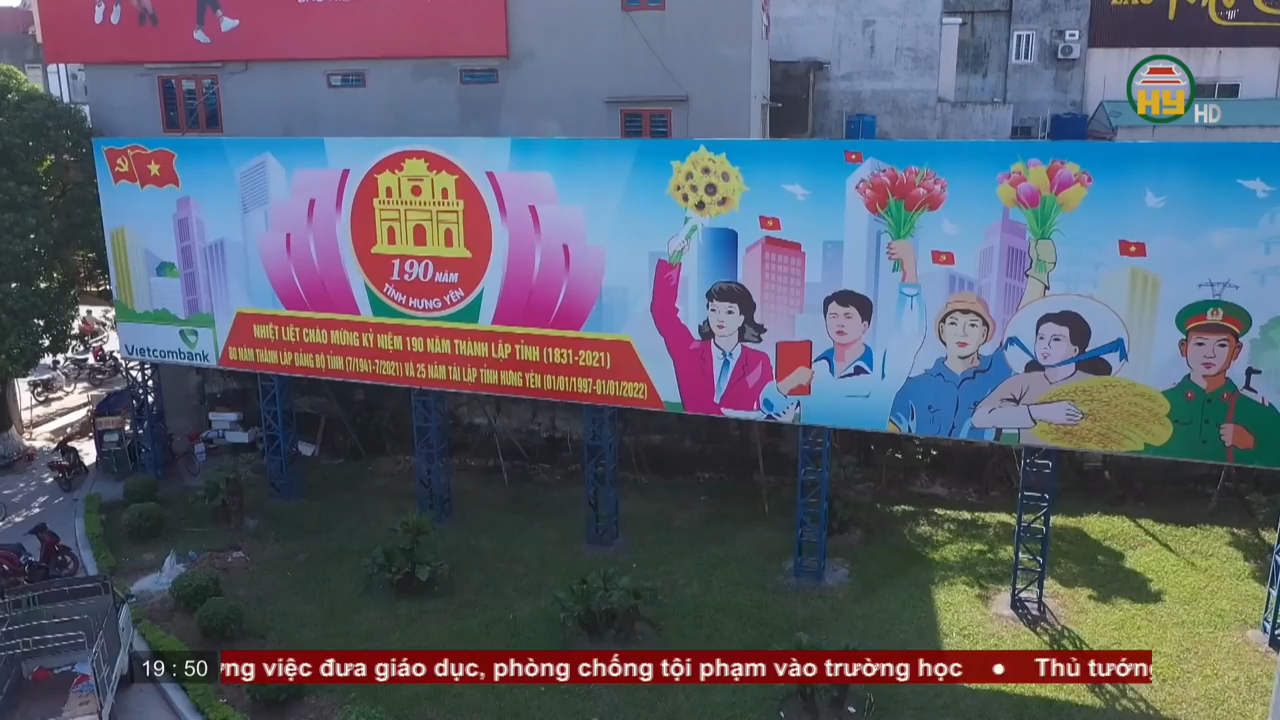 HY HD
190 NĂM
TỈNH HƯNG YÊN
NHIỆT LIỆT CHÀO MỪNG KỶ NIỆM 190 NĂM THÀNH LẬP TỈNH (1831-2021)
80 NĂM THÀNH LẬP ĐẢNG BỘ TỈNH (7/1941-7/2021) VÀ 25 NĂM TÁI LẬP TỈNH HƯNG YÊN (01/01/1997-01/01/2022)
Vietcombank
19 : 50
việc đưa giáo dục, phòng chống tội phạm vào trường học • Thủ tướng